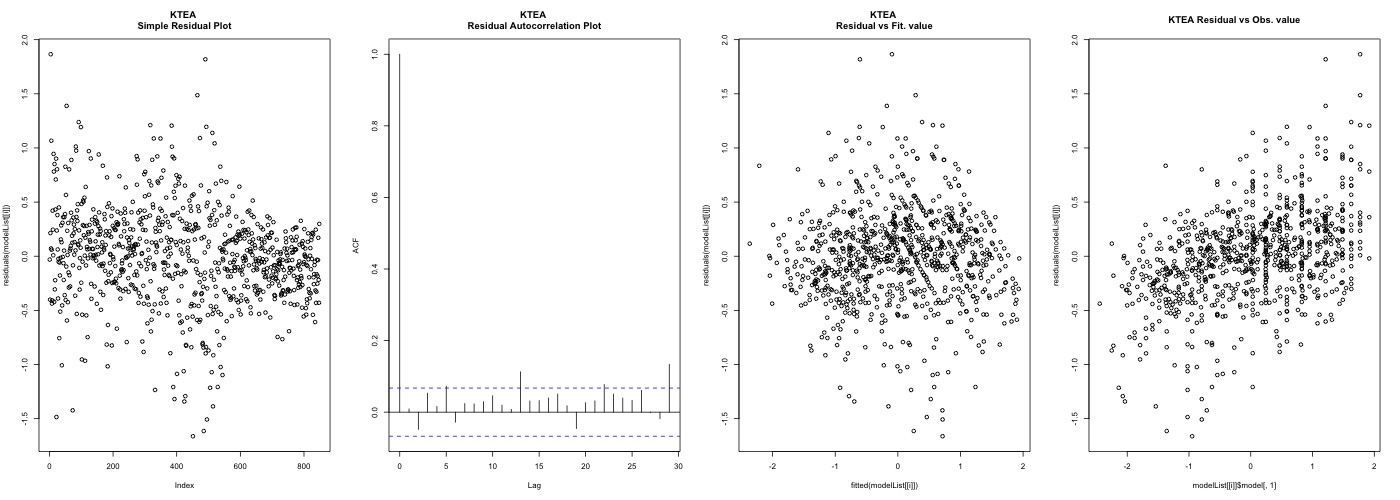 KTEA
Simple Residual Plot
residuals(modelList[[i]])
2.0
1.5
1.0
0.5
0.0
-0.5
-1.0
-1.5
0 200 400 600 800
Index
KTEA
Residual Autocorrelation Plot
ACF
1.0
0.8
0.6
0.4
0.2
0.0
0 5 10 15 20 25 30
Lag
KTEA
Residual vs Fit. value
residuals(modelList[[i]])
2.0
1.5
1.0
0.5
0.0
-0.5
-1.0
-1.5
-2 -1 0 1 2
fitted(modelList[[i]])
KTEA Residual vs Obs. value
residuals(modelList[[i]])
2.0
1.5
1.0
0.5
0.0
-0.5
-1.0
-1.5
-2 -1 0 1 2
modelList[[i]]$model[, 1]